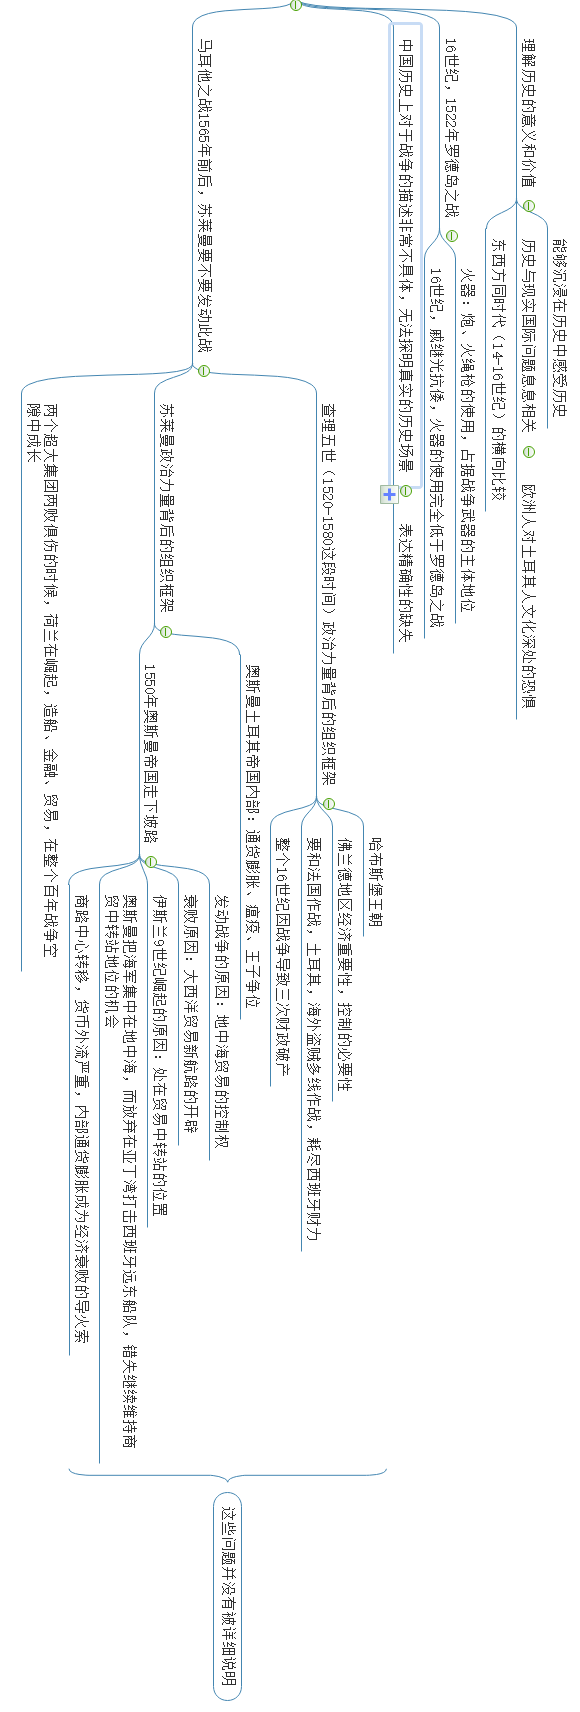 理解历史的意义和价值
能够沉浸在历史中感受历史
历史与现实国际问题息息相关
欧洲人对土耳其人文化深处的恐惧
东西方同时代（14-16世纪）的横向比较
16世纪，1522年罗德岛之战
火器：炮、火绳枪的使用，占据战争武器的主体地位
16世纪，戚继光抗倭，火器的使用完全低于罗德岛之战
中国历史上对于战争的描述非常不具体，无法探明真实的历史场景
表达精确性的缺失
马耳他之战1565年前后，苏莱曼要不要发动此战
查理五世（1520-1580这段时间）政治力量背后的组织框架
哈布斯堡王朝
佛兰德地区经济重要性，控制的必要性
要和法国作战，土耳其，海外盗贼多线作战，耗尽西班牙财力
整个16世纪因战争导致三次财政破产
苏莱曼政治力量背后的组织框架
奥斯曼土耳其帝国内部：通货膨胀、瘟疫、王子争位
1550年奥斯曼帝国走下坡路
发动战争的原因：地中海贸易的控制权
衰败原因：大西洋贸易新航路的开辟
伊斯兰9世纪崛起的原因：处在贸易中转站的位置
奥斯曼把海军集中在地中海，而放弃在亚丁湾打击西班牙远东船队，错失继续维持商
贸中转站地位的机会
商路中心转移，货币外流严重，内部通货膨胀成为经济衰败的导火索
两个超大集团两败俱伤的时候，荷兰在崛起，造船、金融、贸易，在整个百年战争空
隙中成长
这些问题并没有被详细说明